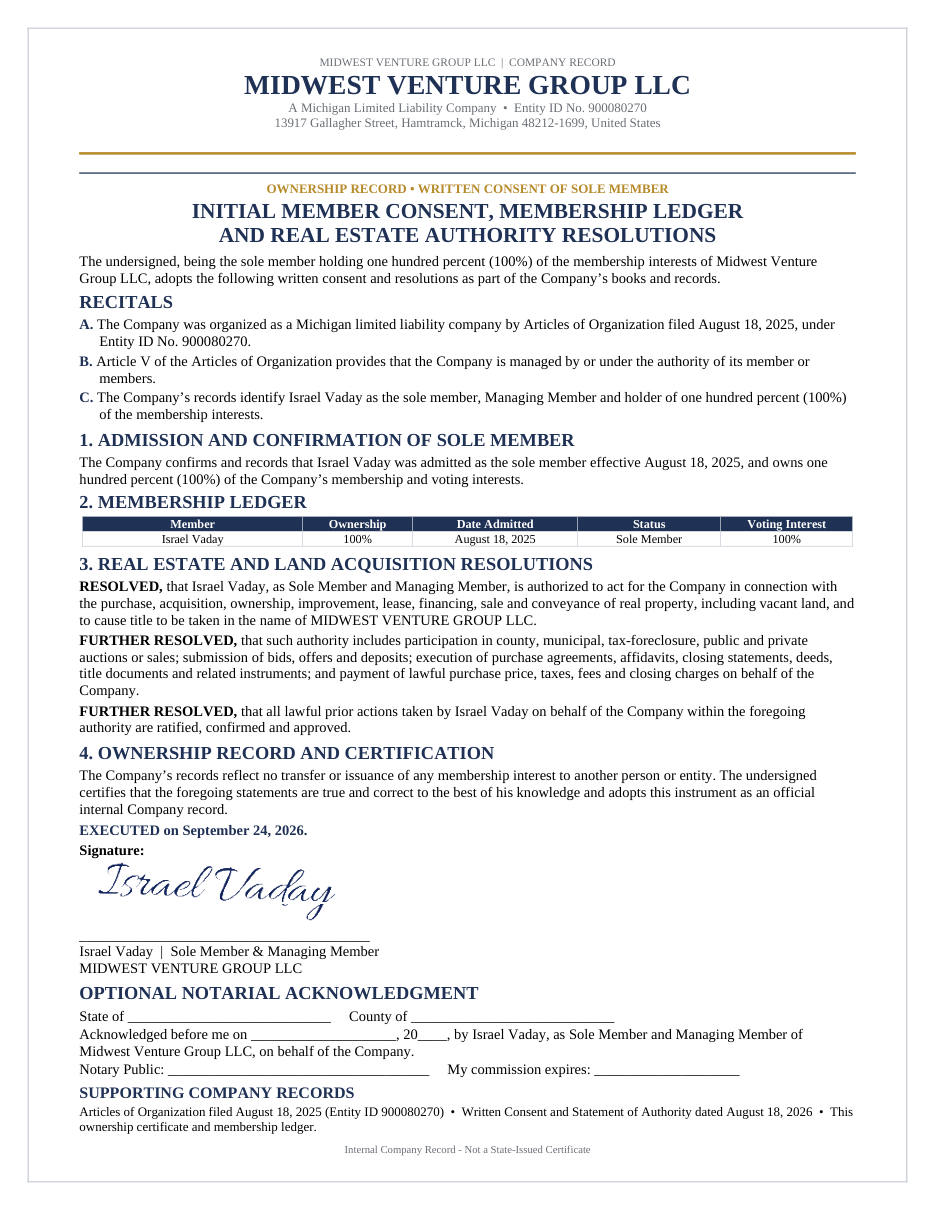 MIDWEST VENTURE GROUP LLC | COMPANY RECORD
MIDWEST VENTURE GROUP LLC
A Michigan Limited Liability Company • Entity ID No. 900080270
13917 Gallagher Street, Hamtramck, Michigan 48212-1699, United States
OWNERSHIP RECORD • WRITTEN CONSENT OF SOLE MEMBER
INITIAL MEMBER CONSENT, MEMBERSHIP LEDGER
AND REAL ESTATE AUTHORITY RESOLUTIONS
The undersigned, being the sole member holding one hundred percent (100%) of the membership interests of Midwest Venture
Group LLC, adopts the following written consent and resolutions as part of the Company's books and records.
RECITALS
A. The Company was organized as a Michigan limited liability company by Articles of Organization filed August 18, 2025, under
Entity ID No. 900080270.
B. Article V of the Articles of Organization provides that the Company is managed by or under the authority of its member or
members.
C. The Company's records identify Israel Vaday as the sole member, Managing Member and holder of one hundred percent (100%)
of the membership interests.
1. ADMISSION AND CONFIRMATION OF SOLE MEMBER
The Company confirms and records that Israel Vaday was admitted as the sole member effective August 18, 2025, and owns one
hundred percent (100%) of the Company's membership and voting interests.
2. MEMBERSHIP LEDGER
Member Ownership Date Admitted Status Voting Interest
Israel Vaday 100% August 18, 2025 Sole Member 100%
3. REAL ESTATE AND LAND ACQUISITION RESOLUTIONS
RESOLVED, that Israel Vaday, as Sole Member and Managing Member, is authorized to act for the Company in connection with
the purchase, acquisition, ownership, improvement, lease, financing, sale and conveyance of real property, including vacant land, and
to cause title to be taken in the name of MIDWEST VENTURE GROUP LLC.
FURTHER RESOLVED, that such authority includes participation in county, municipal, tax-foreclosure, public and private
auctions or sales; submission of bids, offers and deposits; execution of purchase agreements, affidavits, closing statements, deeds,
title documents and related instruments; and payment of lawful purchase price, taxes, fees and closing charges on behalf of the
Company.
FURTHER RESOLVED, that all lawful prior actions taken by Israel Vaday on behalf of the Company within the foregoing
authority are ratified, confirmed and approved.
4. OWNERSHIP RECORD AND CERTIFICATION
The Company's records reflect no transfer or issuance of any membership interest to another person or entity. The undersigned
certifies that the foregoing statements are true and correct to the best of his knowledge and adopts this instrument as an official
internal Company record.
EXECUTED on September 24, 2026.
Signature:
Israel Vaday
________________________________________
Israel Vaday | Sole Member & Managing Member
MIDWEST VENTURE GROUP LLC
OPTIONAL NOTARIAL ACKNOWLEDGMENT
State of ____________________________ County of ____________________________
Acknowledged before me on ____________________, 20____, by Israel Vaday, as Sole Member and Managing Member of
Midwest Venture Group LLC, on behalf of the Company.
Notary Public: ____________________________________ My commission expires: ____________________
SUPPORTING COMPANY RECORDS
Articles of Organization filed August 18, 2025 (Entity ID 900080270) • Written Consent and Statement of Authority dated August 18, 2026 • This
ownership certificate and membership ledger.
Internal Company Record - Not a State-Issued Certificate